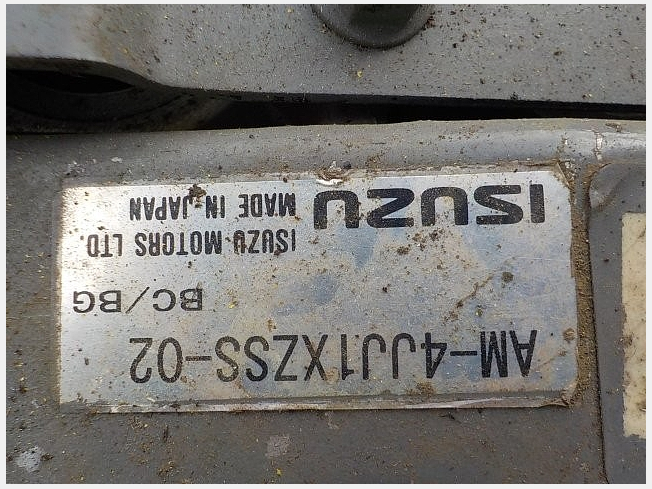 AM-4JJ1XZSS-02
BC/BG
ISUZU
ISUZU MOTORS LTD.
MADE IN JAPAN